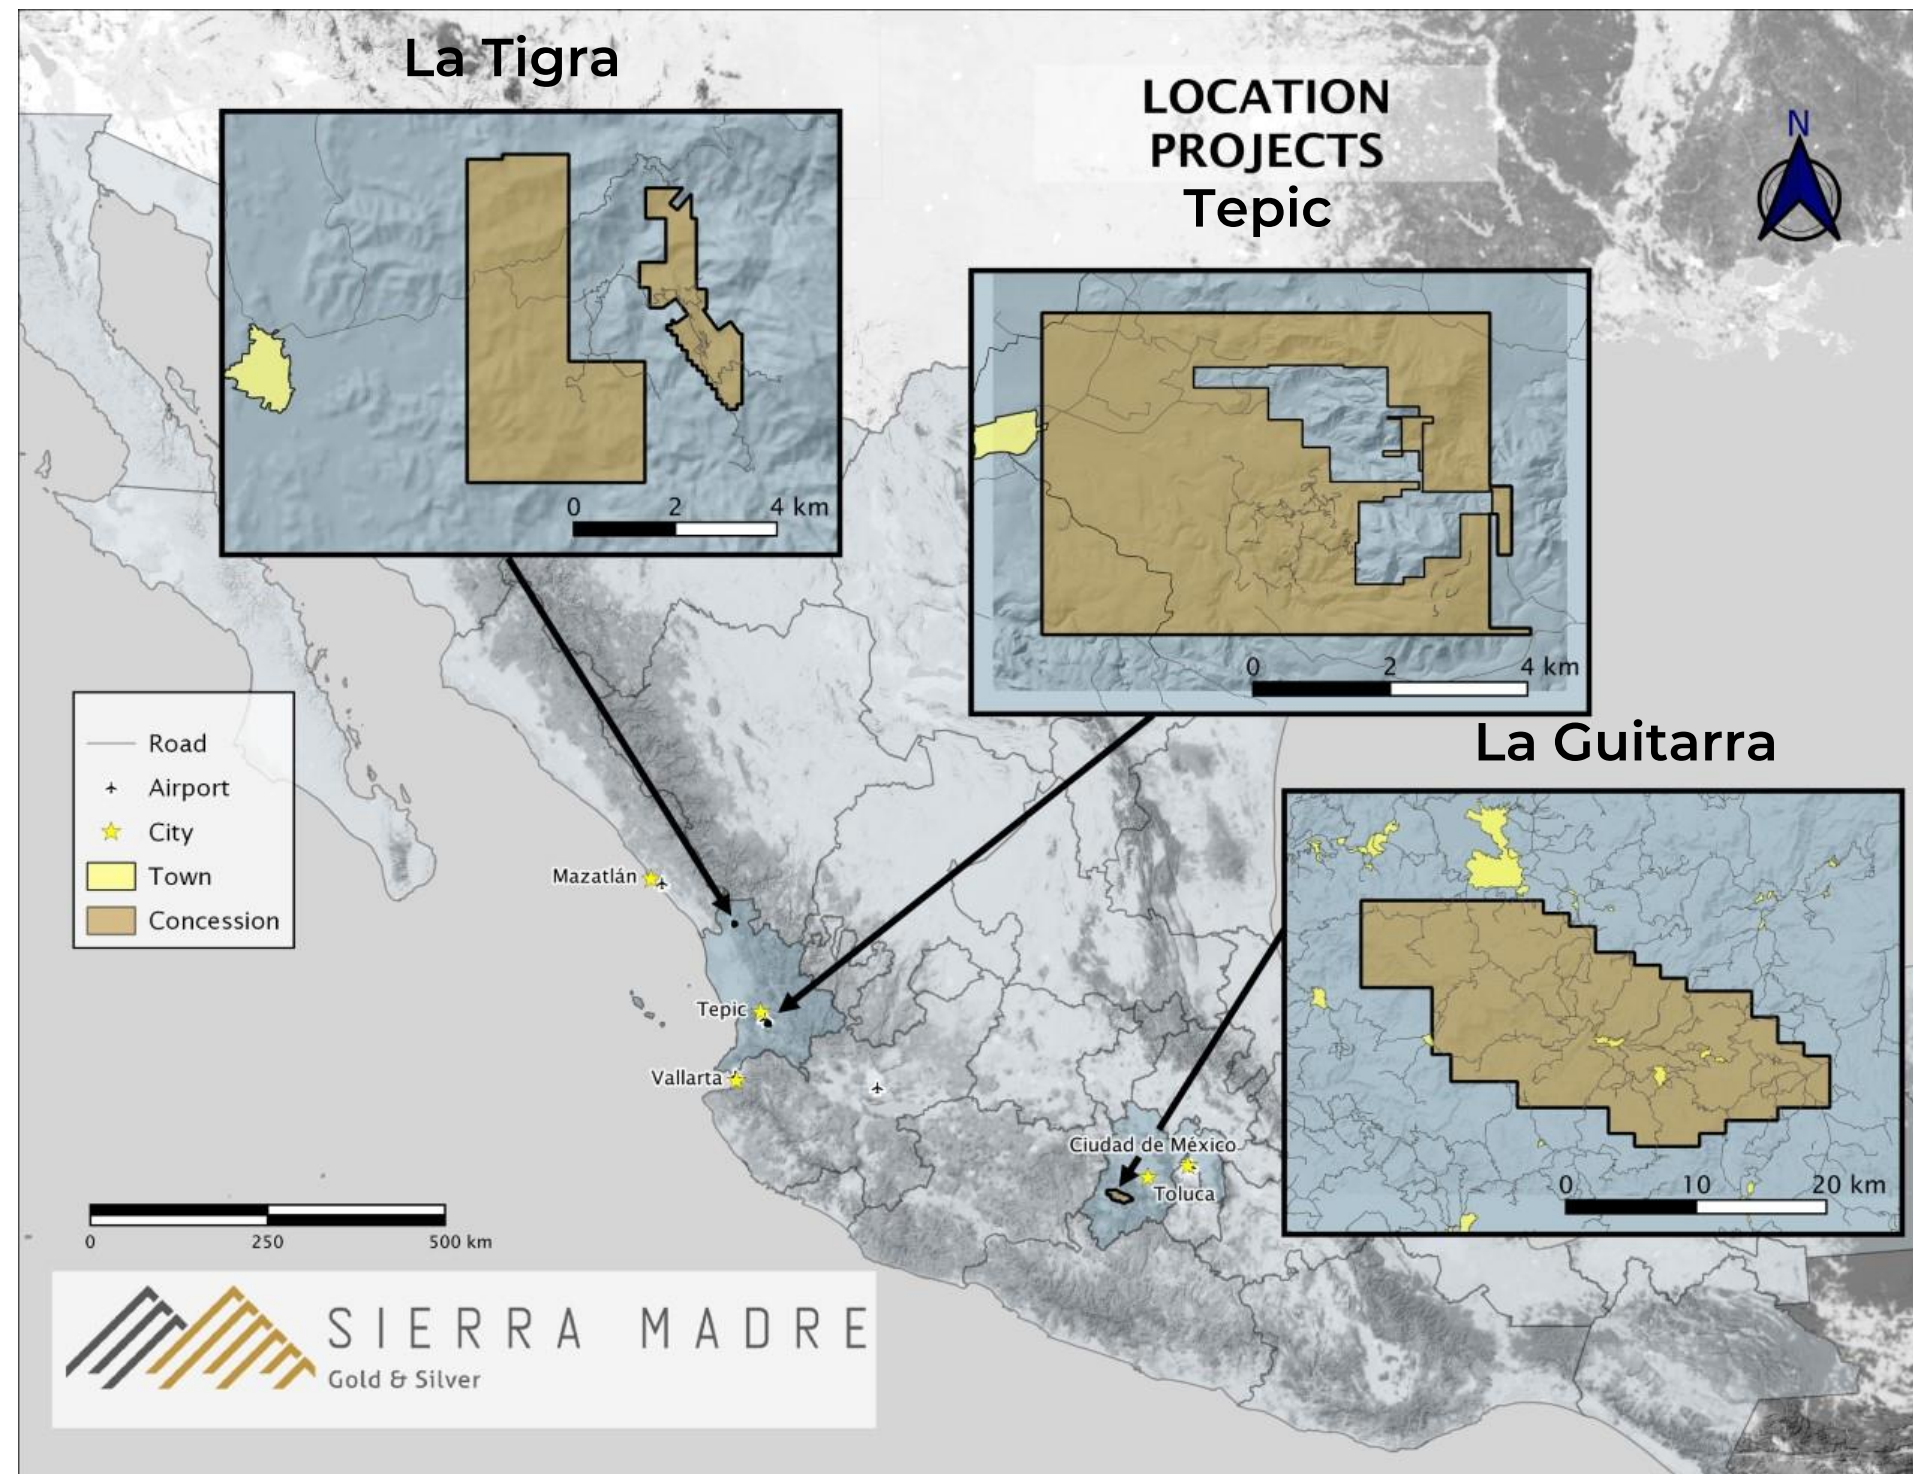 La Tigra
LOCATION
PROJECTS
Tepic
N
0 2 4 km
0 2 4 km
La Guitarra
Road
Airport
City
Town
Concession
Mazatlán
Tepic
Vallarta
Ciudad de México
Toluca
0 10 20 km
0 250 500 km
SIERRA MADRE
Gold & Silver